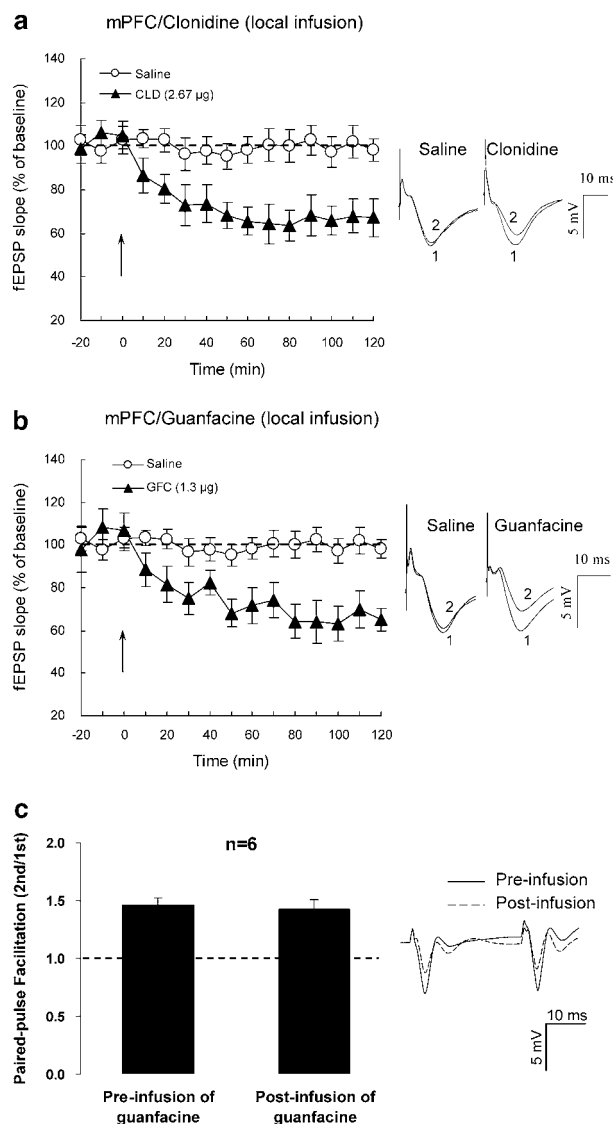 a
mPFC/Clonidine (local infusion)
fEPSP slope (% of baseline)
140
120
100
80
60
40
20
Saline
CLD (2.67 µg)
-20 0 20 40 60 80 100 120
Time (min)
Saline Clonidine
2 2
1 1
10 ms
5 mV
b
mPFC/Guanfacine (local infusion)
fEPSP slope (% of baseline)
140
120
100
80
60
40
20
Saline
GFC (1.3 µg)
-20 0 20 40 60 80 100 120
Time (min)
Saline Guanfacine
2 2
1 1
10 ms
5 mV
c
Paired-pulse Facilitation (2nd/1st)
2.0
1.5
1.0
0.5
0.0
n=6
Pre-infusion of
guanfacine
Post-infusion of
guanfacine
Pre-infusion
Post-infusion
10 ms
5 mV